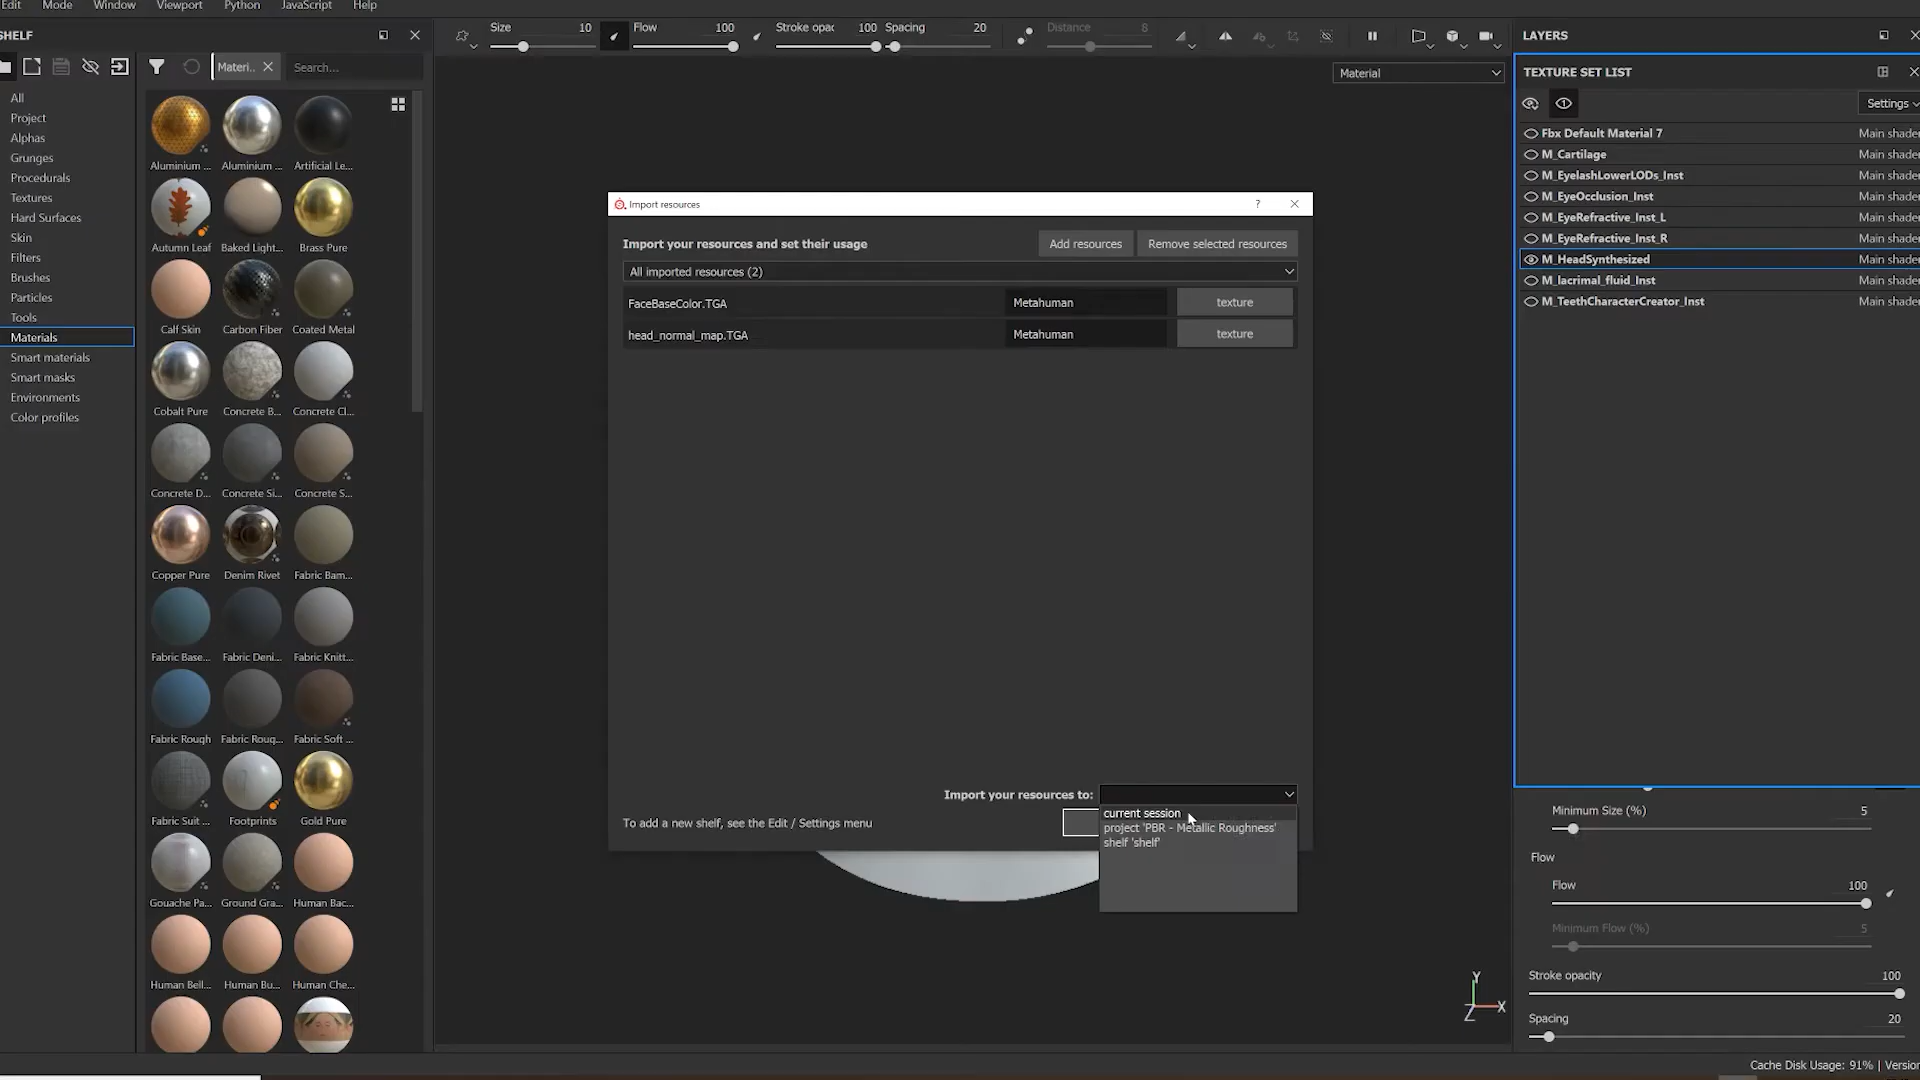 Edit Mode Window Viewport Python JavaScript Help
SHELF
Size 10
Flow 100
Stroke opac 100
Spacing 20
Distance 8
LAYERS
Materi..
Search...
Material
TEXTURE SET LIST
Settings
All
Project
Alphas
Grunges
Procedurals
Textures
Hard Surfaces
Skin
Filters
Brushes
Particles
Tools
Materials
Smart materials
Smart masks
Environments
Color profiles
Aluminium ... Aluminium ... Artificial Le...
Autumn Leaf Baked Light... Brass Pure
Calf Skin Carbon Fiber Coated Metal
Cobalt Pure Concrete B... Concrete Cl...
Concrete D... Concrete Si... Concrete S...
Copper Pure Denim Rivet Fabric Bam...
Fabric Base... Fabric Deni... Fabric Knitt...
Fabric Rough Fabric Roug... Fabric Soft ...
Fabric Suit ... Footprints Gold Pure
Gouache Pa... Ground Gra... Human Bac...
Human Bell... Human Bu... Human Che...
Import resources
?
Import your resources and set their usage
Add resources
Remove selected resources
All imported resources (2)
FaceBaseColor.TGA Metahuman texture
head_normal_map.TGA Metahuman texture
Import your resources to:
current session
project 'PBR - Metallic Roughness'
shelf 'shelf'
To add a new shelf, see the Edit / Settings menu
Fbx Default Material 7 Main shader
M_Cartilage Main shader
M_EyelashLowerLODs_Inst Main shader
M_EyeOcclusion_Inst Main shader
M_EyeRefractive_Inst_L Main shader
M_EyeRefractive_Inst_R Main shader
M_HeadSynthesized Main shader
M_lacrimal_fluid_Inst Main shader
M_TeethCharacterCreator_Inst Main shader
Minimum Size (%) 5
Flow
Flow 100
Minimum Flow (%) 5
Stroke opacity 100
Spacing 20
Y
X
Z
Cache Disk Usage: 91% | Version